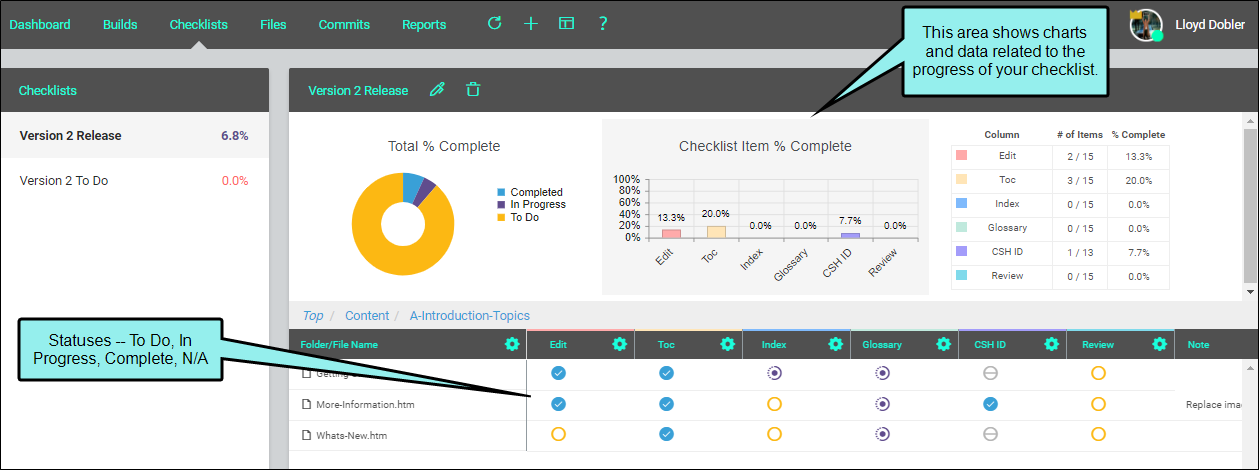 Dashboard Builds Checklists Files Commits Reports ? Lloyd Dobler
This area shows charts
and data related to the
progress of your checklist.
Checklists
Version 2 Release 6.8%
Version 2 To Do 0.0%
Version 2 Release
Total % Complete
Completed
In Progress
To Do
Checklist Item % Complete
100%
80%
60%
40%
20%
0%
13.3% 20.0% 0.0% 0.0% 7.7% 0.0%
Edit Toc Index Glossary CSH ID Review
Column # of Items % Complete
Edit 2 / 15 13.3%
Toc 3 / 15 20.0%
Index 0 / 15 0.0%
Glossary 0 / 15 0.0%
CSH ID 1 / 13 7.7%
Review 0 / 15 0.0%
Top / Content / A-Introduction-Topics
Statuses -- To Do, In
Progress, Complete, N/A
Folder/File Name Edit Toc Index Glossary CSH ID Review Note
More-Information.htm Replace
Whats-New.htm